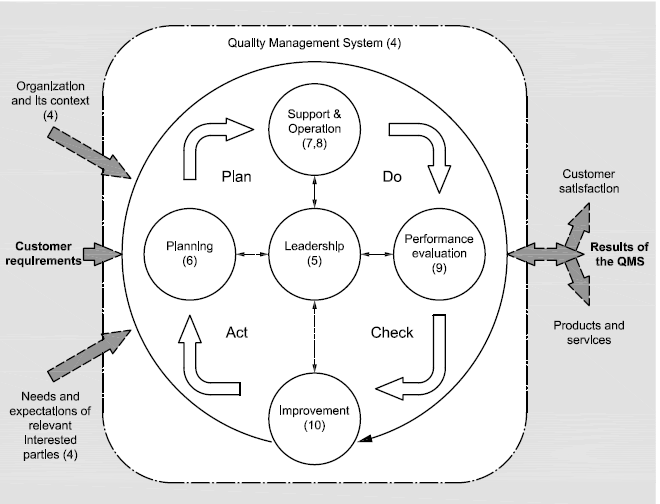 Quality Management System (4)
Organization
and its context
(4)
Support &
Operation
(7,8)
Plan
Do
Customer
satisfaction
Customer
requirements
Planning
(6)
Leadership
(5)
Performance
evaluation
(9)
Results of
the QMS
Act
Check
Products and
services
Needs and
expectations of
relevant
interested
parties (4)
Improvement
(10)